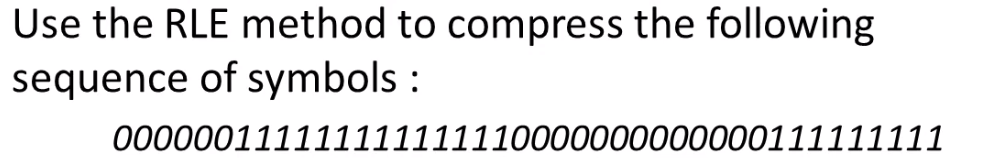 Use the RLE method to compress the following
sequence of symbols :
000000111111111111110000000000000111111111